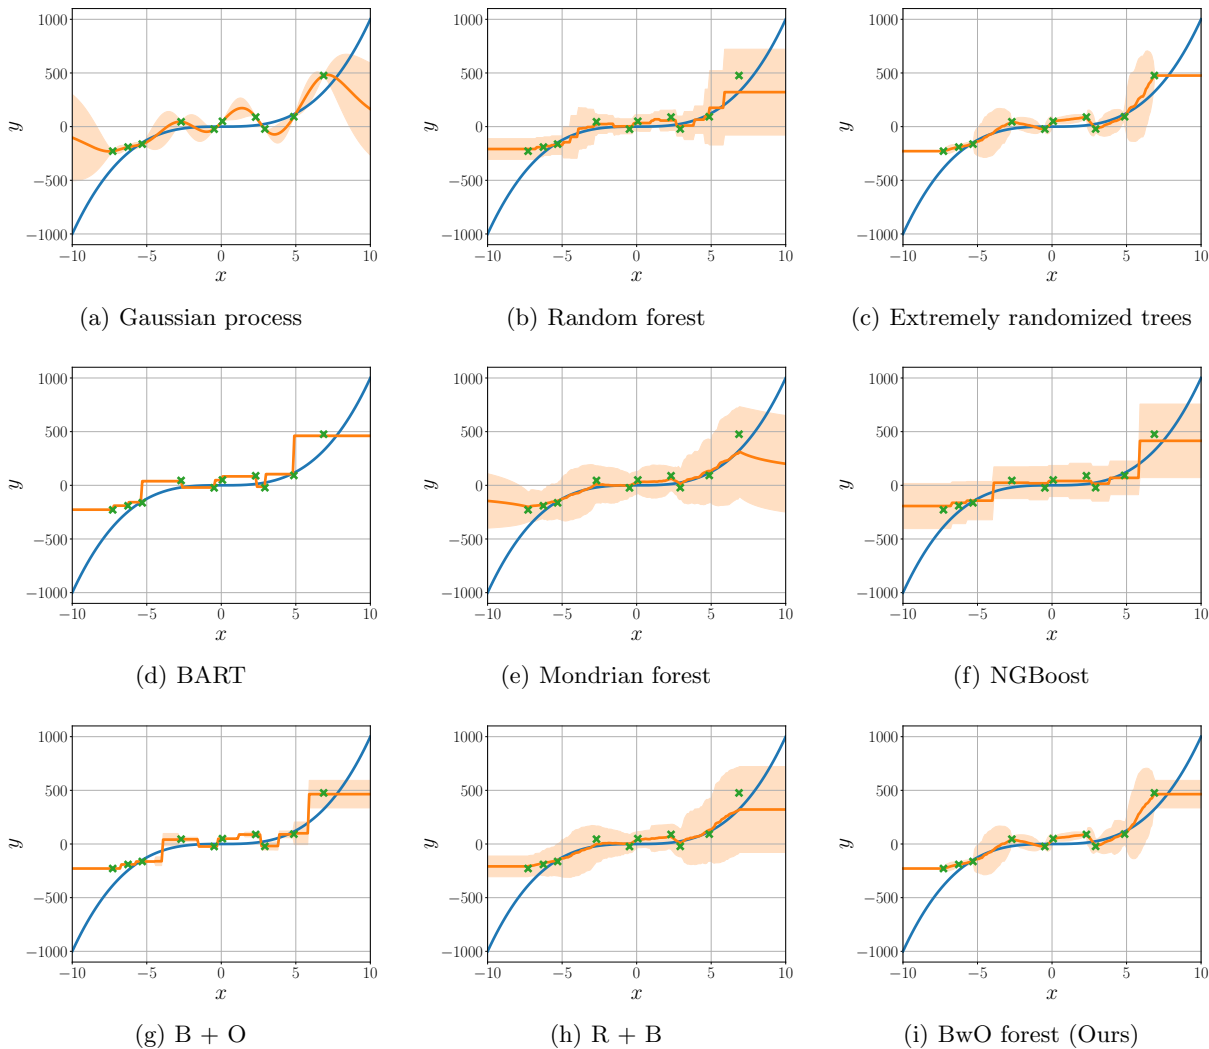 1000
500
0
−500
−1000
y
−10 −5 0 5 10
x
(a) Gaussian process
1000
500
0
−500
−1000
y
−10 −5 0 5 10
x
(b) Random forest
1000
500
0
−500
−1000
y
−10 −5 0 5 10
x
(c) Extremely randomized trees
1000
500
0
−500
−1000
y
−10 −5 0 5 10
x
(d) BART
1000
500
0
−500
−1000
y
−10 −5 0 5 10
x
(e) Mondrian forest
1000
500
0
−500
−1000
y
−10 −5 0 5 10
x
(f) NGBoost
1000
500
0
−500
−1000
y
−10 −5 0 5 10
x
(g) B + O
1000
500
0
−500
−1000
y
−10 −5 0 5 10
x
(h) R + B
1000
500
0
−500
−1000
y
−10 −5 0 5 10
x
(i) BwO forest (Ours)